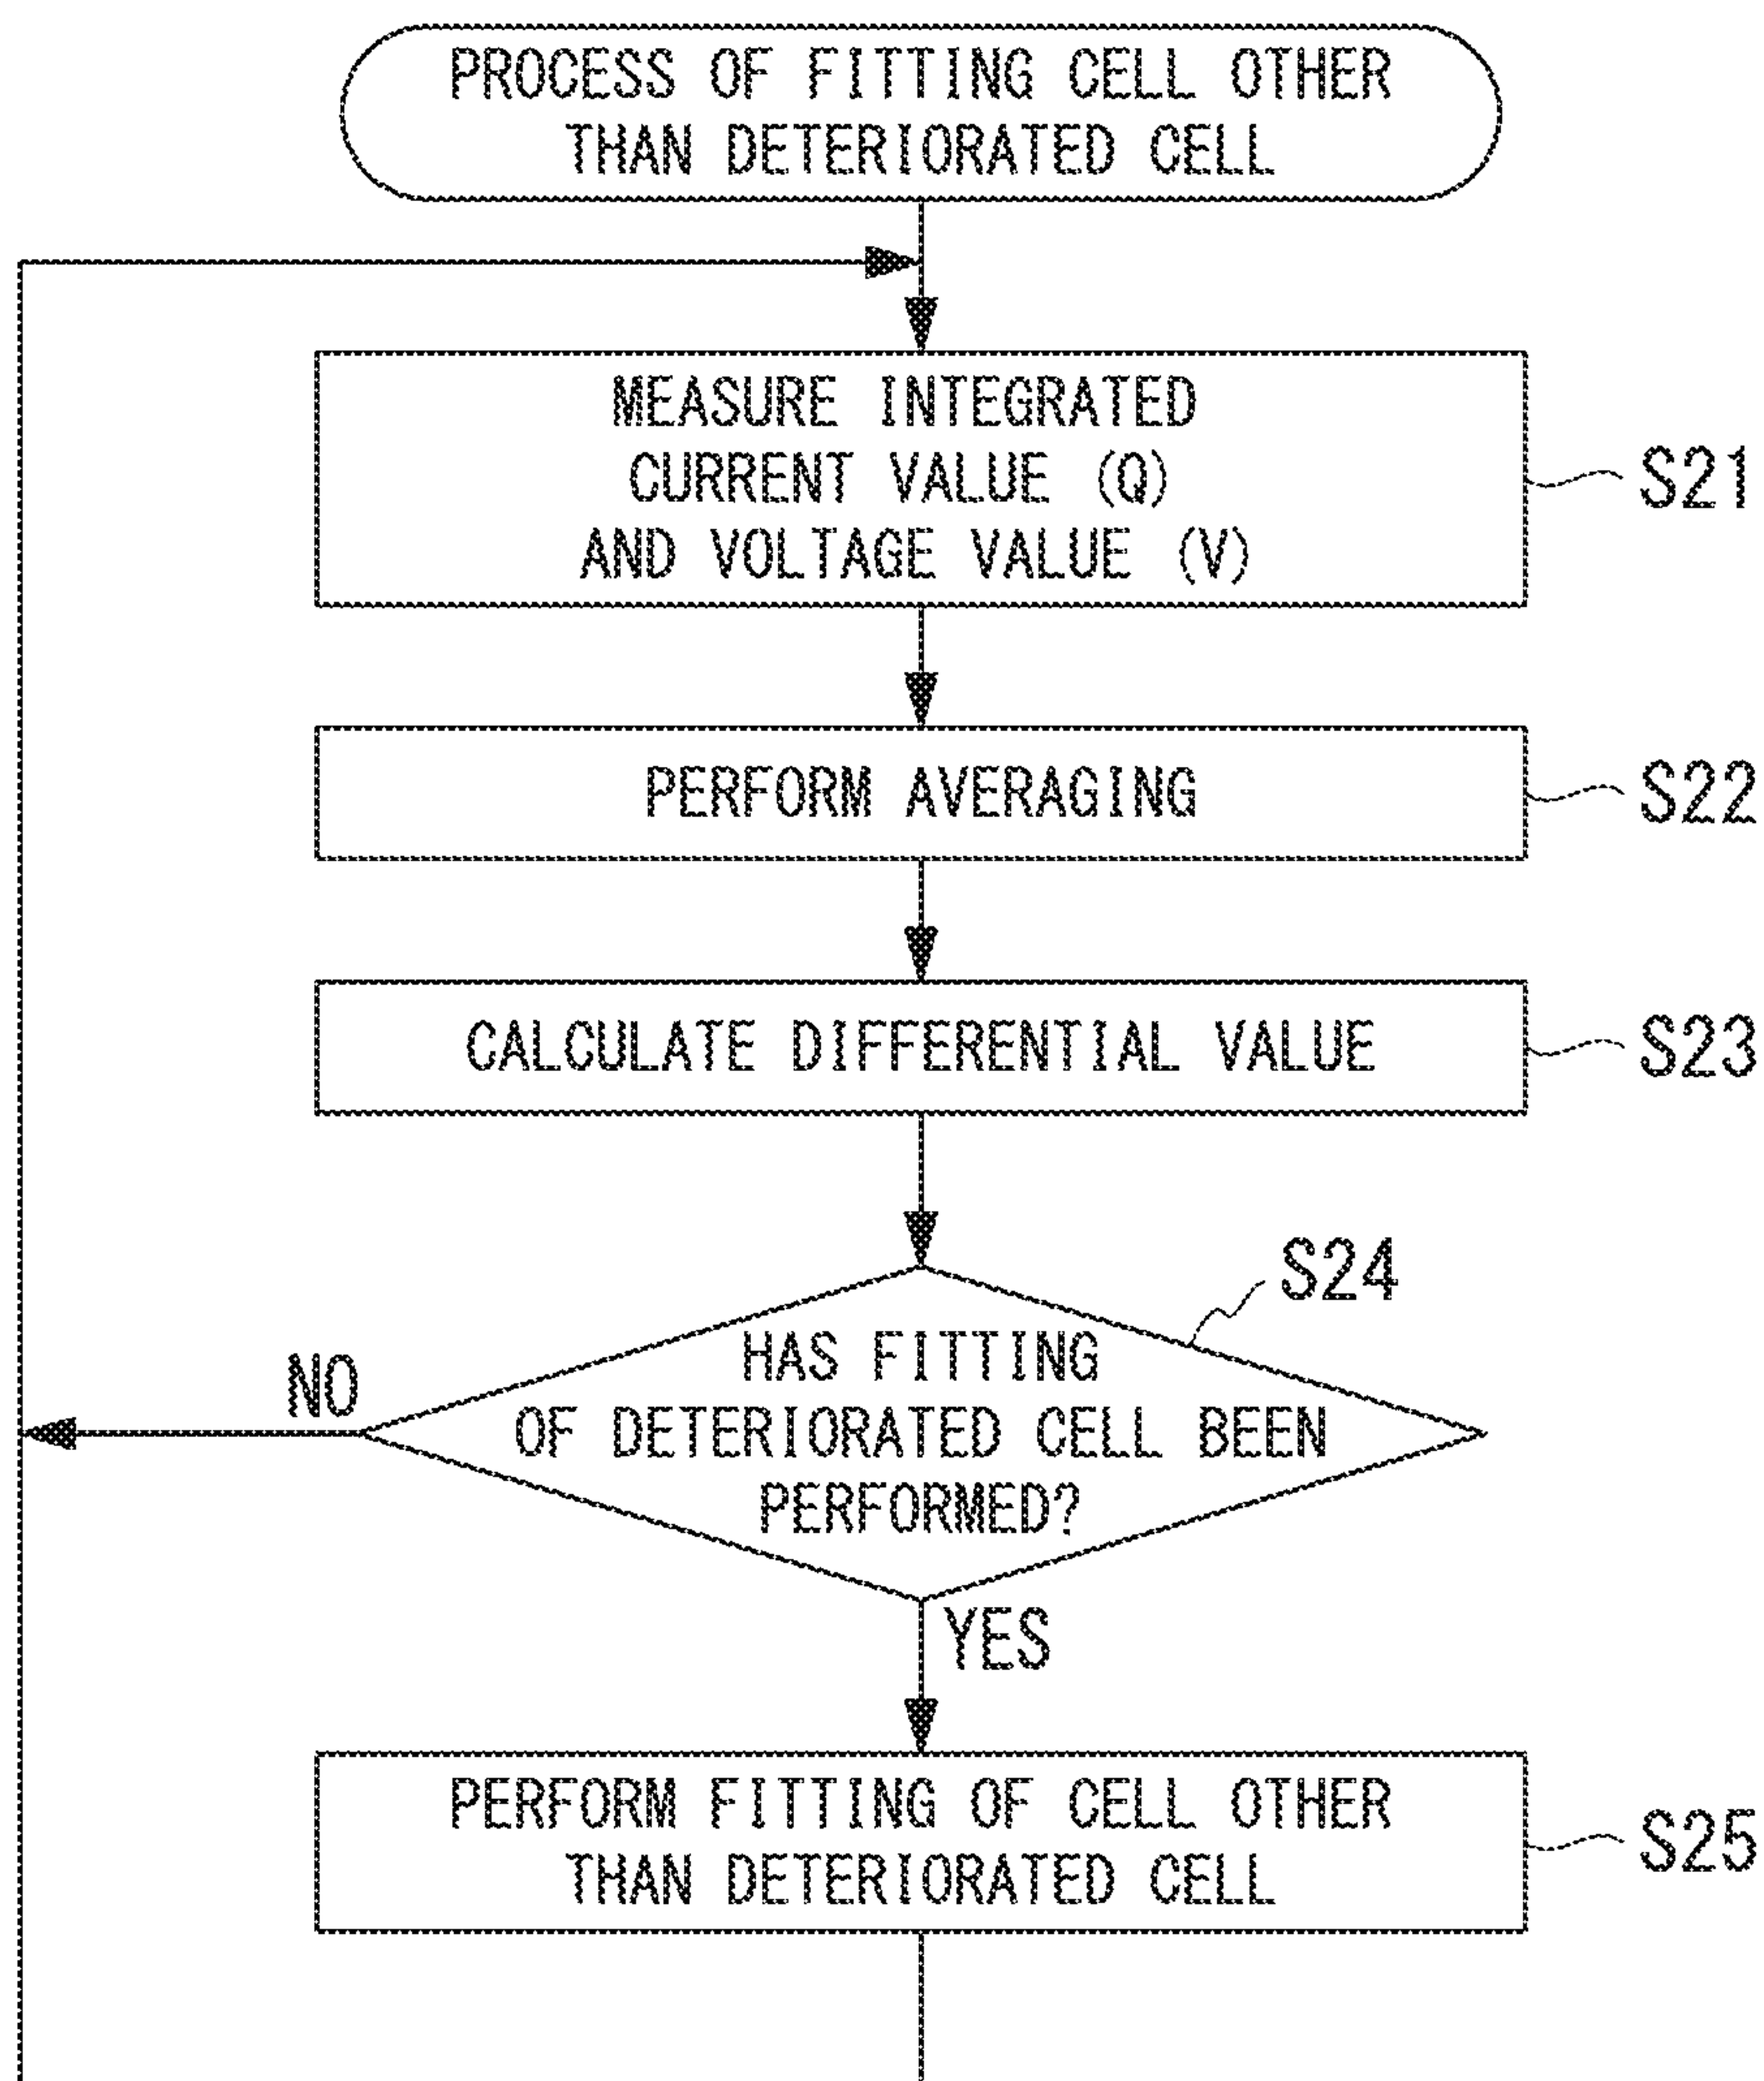 PROCESS OF FITTING CELL OTHER
THAN DETERIORATED CELL
MEASURE INTEGRATED
CURRENT VALUE (Q)
AND VOLTAGE VALUE (V)
S21
PERFORM AVERAGING
S22
CALCULATE DIFFERENTIAL VALUE
S23
S24
HAS FITTING
OF DETERIORATED CELL BEEN
PERFORMED?
NO
YES
PERFORM FITTING OF CELL OTHER
THAN DETERIORATED CELL
S25